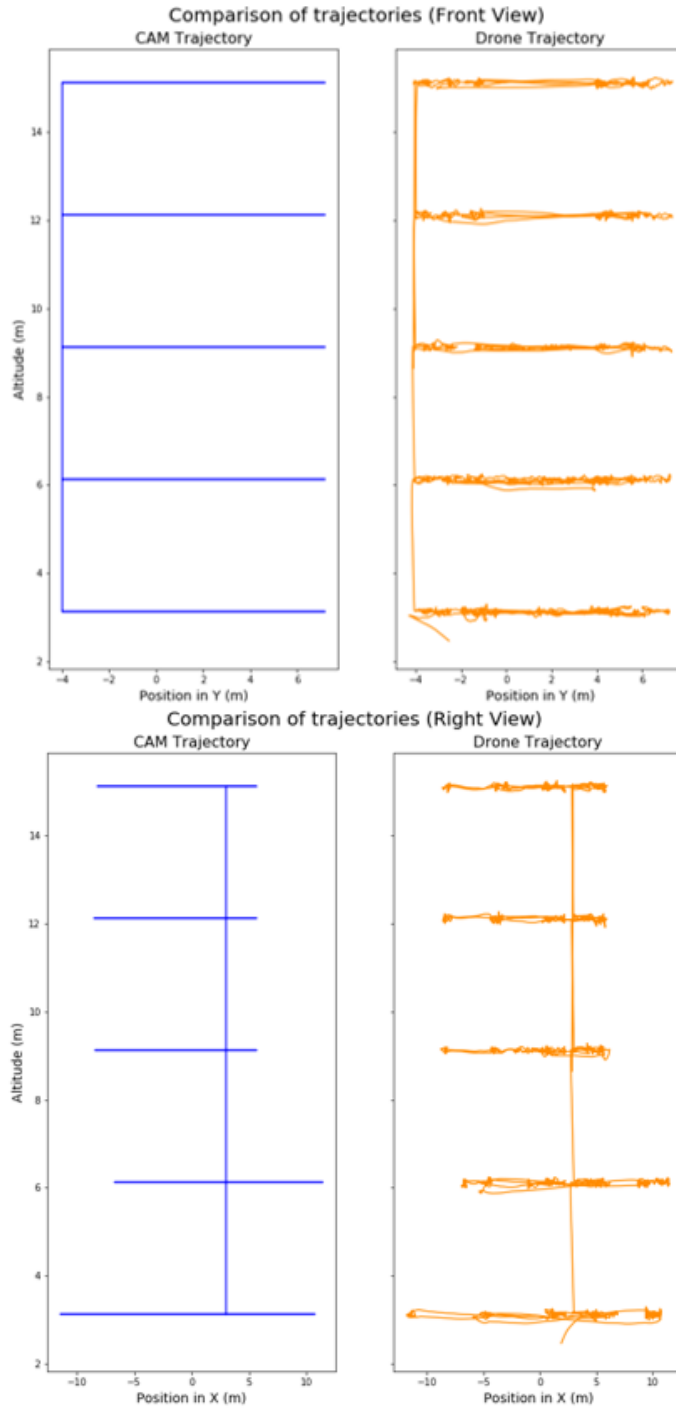 Comparison of trajectories (Front View)
CAM Trajectory
Drone Trajectory
14
12
10
8
6
4
2
Altitude (m)
−4 −2 0 2 4 6
−4 −2 0 2 4 6
Position in Y (m)
Position in Y (m)
Comparison of trajectories (Right View)
CAM Trajectory
Drone Trajectory
14
12
10
8
6
4
2
Altitude (m)
−10 −5 0 5 10
−10 −5 0 5 10
Position in X (m)
Position in X (m)